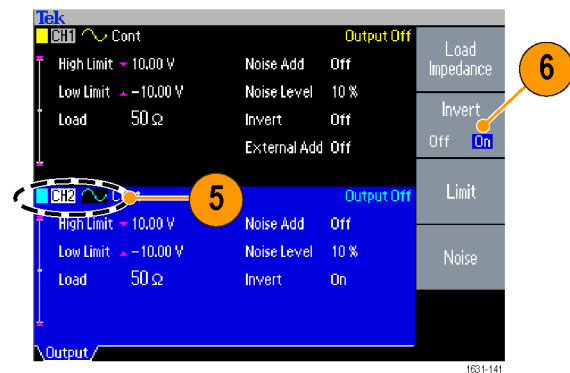 Tek
CH1 Cont Output Off
High Limit 10.00 V Noise Add Off
Low Limit -10.00 V Noise Level 10 %
Load 50 Ω Invert Off
External Add Off
CH2 Output Off
High Limit 10.00 V Noise Add Off
Low Limit -10.00 V Noise Level 10 %
Load 50 Ω Invert On
Output
Load
Impedance
Invert
Off On
Limit
Noise
5
6
1631-141